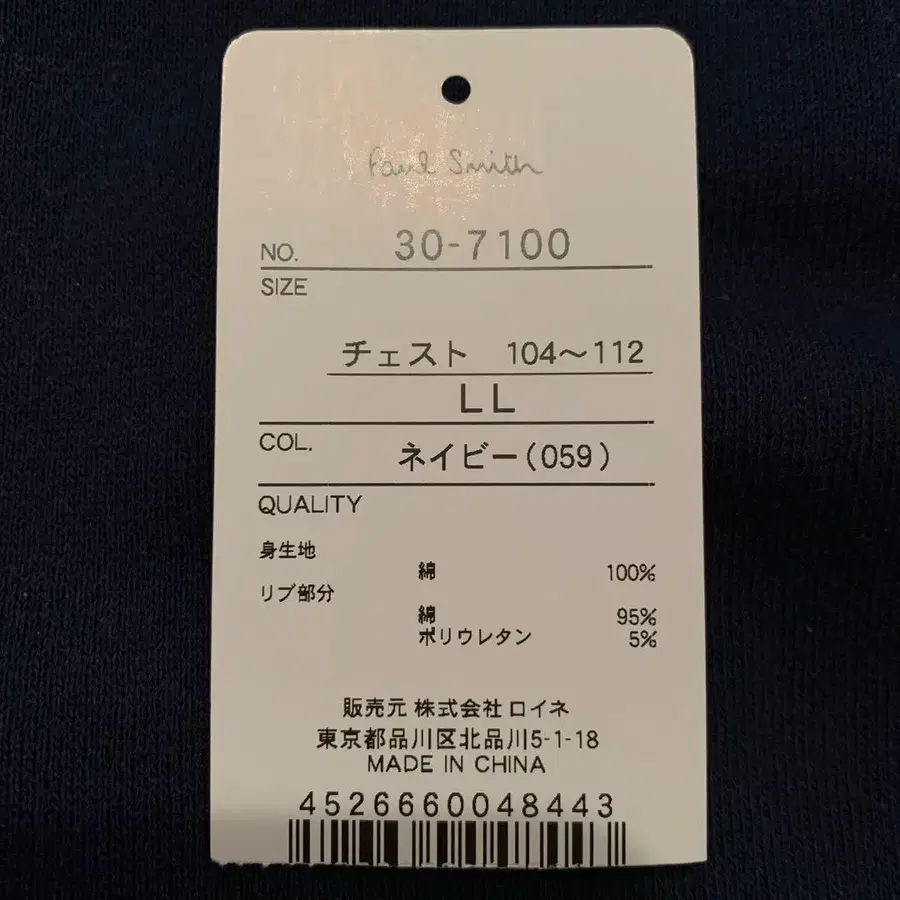 Paul Smith
NO. 30-7100
SIZE
チェスト 104〜112
LL
COL. ネイビー(059)
QUALITY
身生地
綿 100%
リブ部分
綿 95%
ポリウレタン 5%
販売元 株式会社 ロイネ
東京都品川区北品川5-1-18
MADE IN CHINA
4526660048443